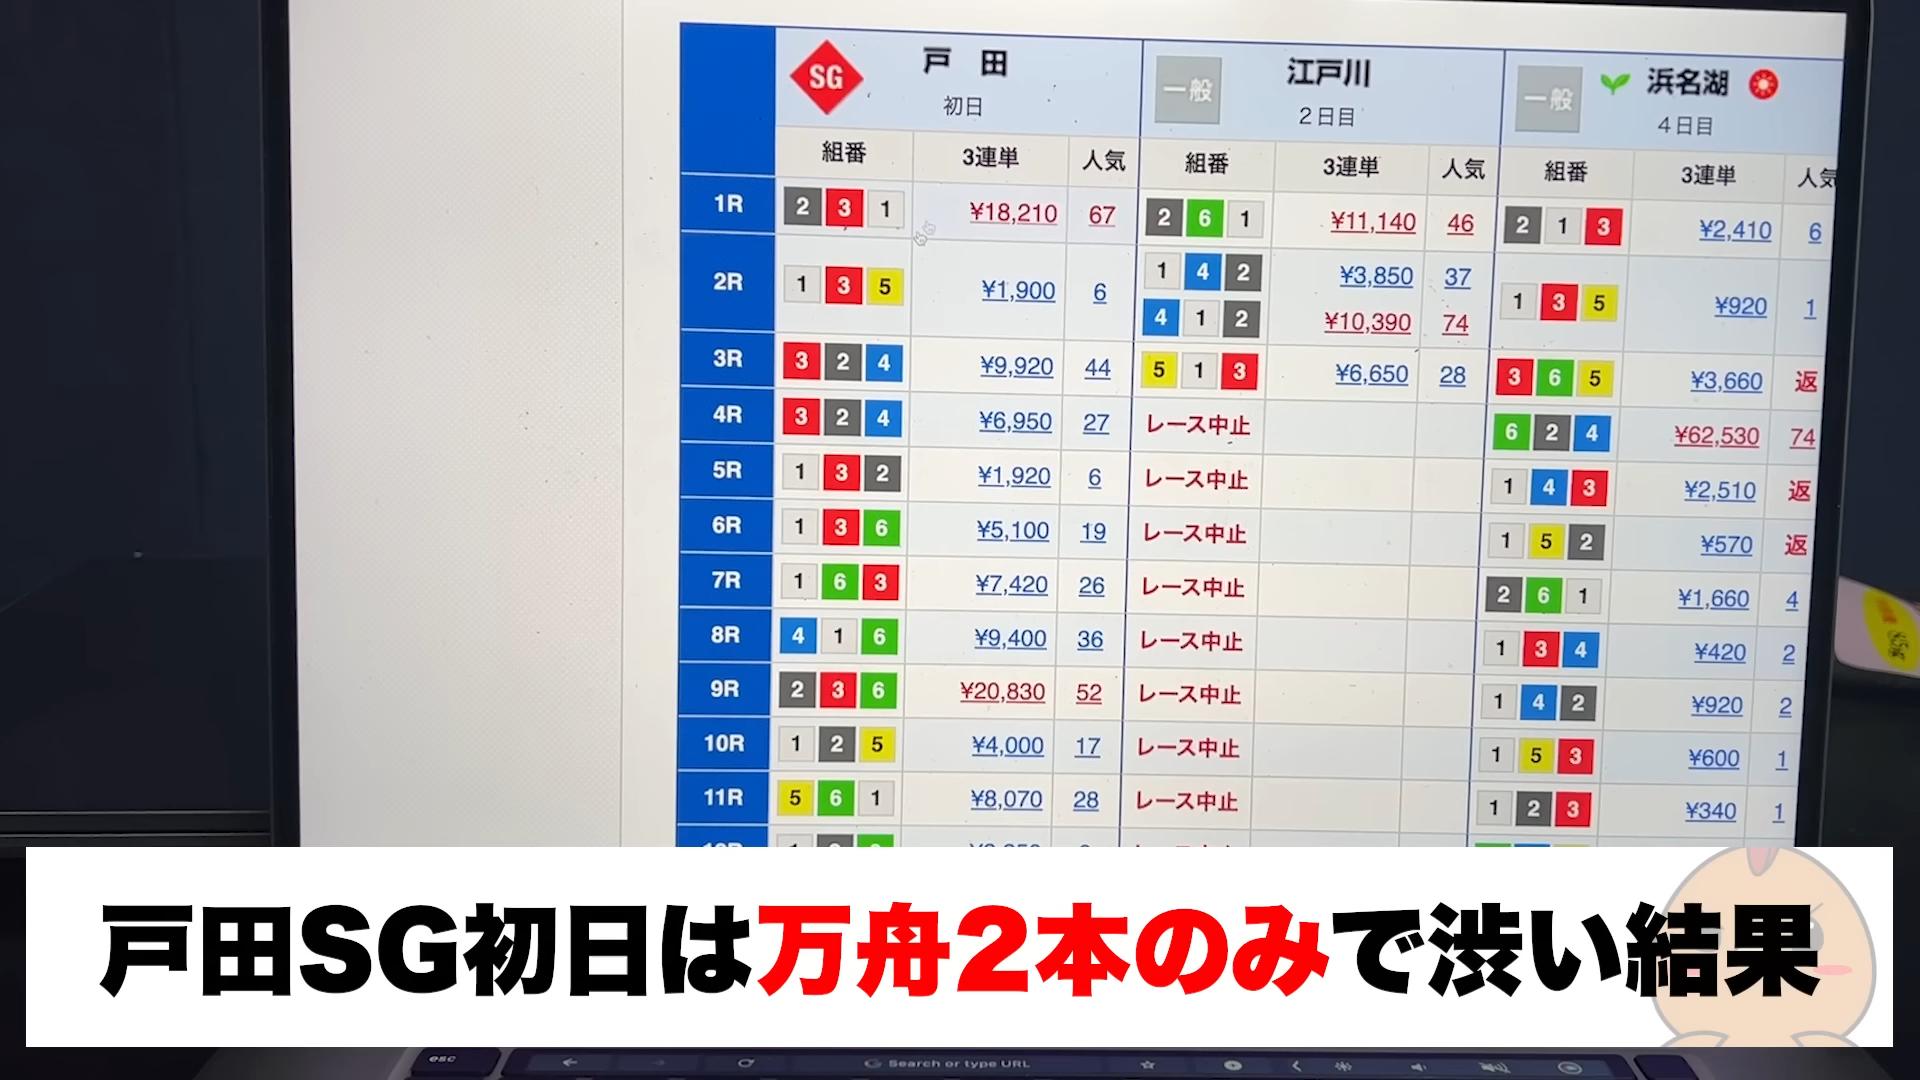 SG 戸 田 一般 江戸川 一般 浜名湖
初日 2日目 4日目
組番 3連単 人気 組番 3連単 人気 組番 3連単 人気
1R 2 3 1 ¥18,210 67 2 6 1 ¥11,140 46 2 1 3 ¥2,410 6
2R 1 3 5 ¥1,900 6 1 4 2 ¥3,850 37 1 3 5 ¥920 1
4 1 2 ¥10,390 74
3R 3 2 4 ¥9,920 44 5 1 3 ¥6,650 28 3 6 5 ¥3,660 返
4R 3 2 4 ¥6,950 27 レース中止 6 2 4 ¥62,530 74
5R 1 3 2 ¥1,920 6 レース中止 1 4 3 ¥2,510 返
6R 1 3 6 ¥5,100 19 レース中止 1 5 2 ¥570 返
7R 1 6 3 ¥7,420 26 レース中止 2 6 1 ¥1,660 4
8R 4 1 6 ¥9,400 36 レース中止 1 3 4 ¥420 2
9R 2 3 6 ¥20,830 52 レース中止 1 4 2 ¥920 2
10R 1 2 5 ¥4,000 17 レース中止 1 5 3 ¥600 1
11R 5 6 1 ¥8,070 28 レース中止 1 2 3 ¥340 1
戸田SG初日は万舟2本のみで渋い結果
esc Search or type URL